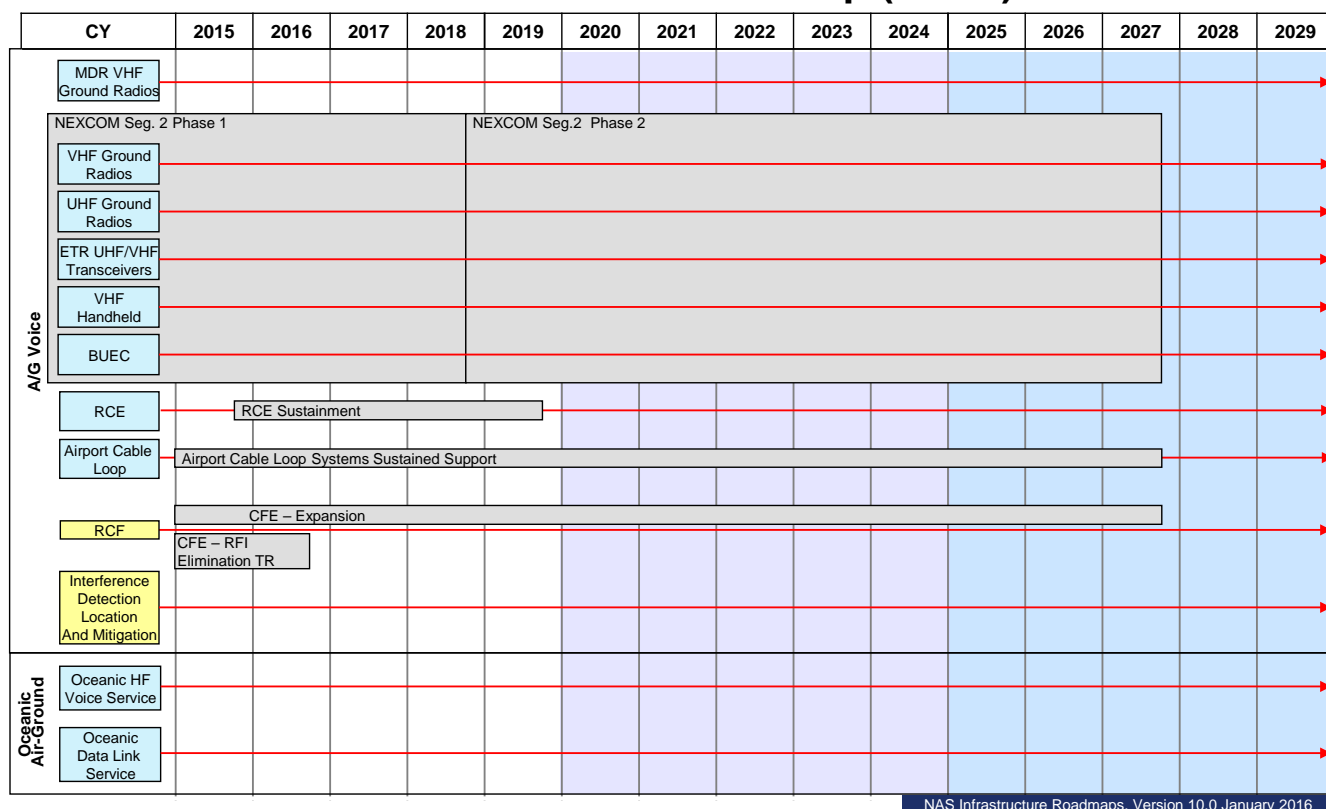 CY 2015 2016 2017 2018 2019 2020 2021 2022 2023 2024 2025 2026 2027 2028 2029
A/G Voice
MDR VHF
Ground Radios
NEXCOM Seg. 2 Phase 1
NEXCOM Seg.2 Phase 2
VHF Ground
Radios
UHF Ground
Radios
ETR UHF/VHF
Transceivers
VHF
Handheld
BUEC
RCE
RCE Sustainment
Airport Cable
Loop
Airport Cable Loop Systems Sustained Support
CFE – Expansion
RCF
CFE – RFI
Elimination TR
Interference
Detection
Location
And Mitigation
Oceanic
Air-Ground
Oceanic HF
Voice Service
Oceanic
Data Link
Service
NAS Infrastructure Roadmaps, Version 10.0 January 2016